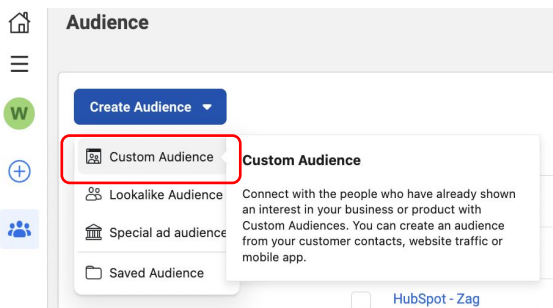 Audience
W
Create Audience
Custom Audience
Lookalike Audience
Special ad audience
Saved Audience
Custom Audience
Connect with the people who have already shown
an interest in your business or product with
Custom Audiences. You can create an audience
from your customer contacts, website traffic or
mobile app.
HubSpot - Zag